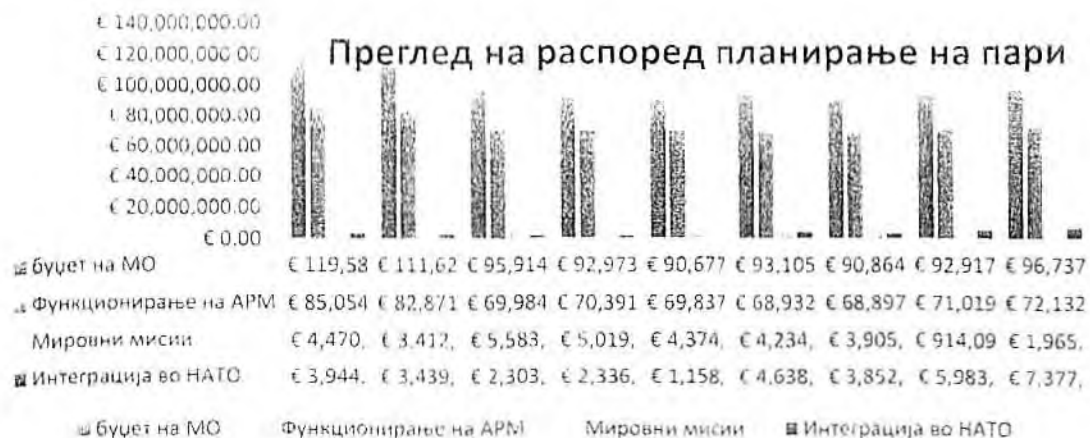 € 140,000,000.00
€ 120,000,000.00
Преглед на распоред планирање на пари
€ 100,000,000.00
€ 80,000,000.00
€ 60,000,000.00
€ 40,000,000.00
€ 20,000,000.00
€ 0.00
буџет на МО € 119,58 € 111,62 € 95,914 € 92,973 € 90,677 € 93,105 € 90,864 € 92,917 € 96,737
Функционирање на АРМ € 85,054 € 82,871 € 69,984 € 70,391 € 69,837 € 68,932 € 68,897 € 71,019 € 72,132
Мировни мисии € 4,470, € 3,412, € 5,583, € 5,019, € 4,374, € 4,234, € 3,905, € 914,09 € 1,965,
Интеграција во НАТО € 3,944, € 3,439, € 2,303, € 2,336, € 1,158, € 4,638, € 3,852, € 5,983, € 7,377,
буџет на МО Функционирање на АРМ Мировни мисии Интеграција во НАТО